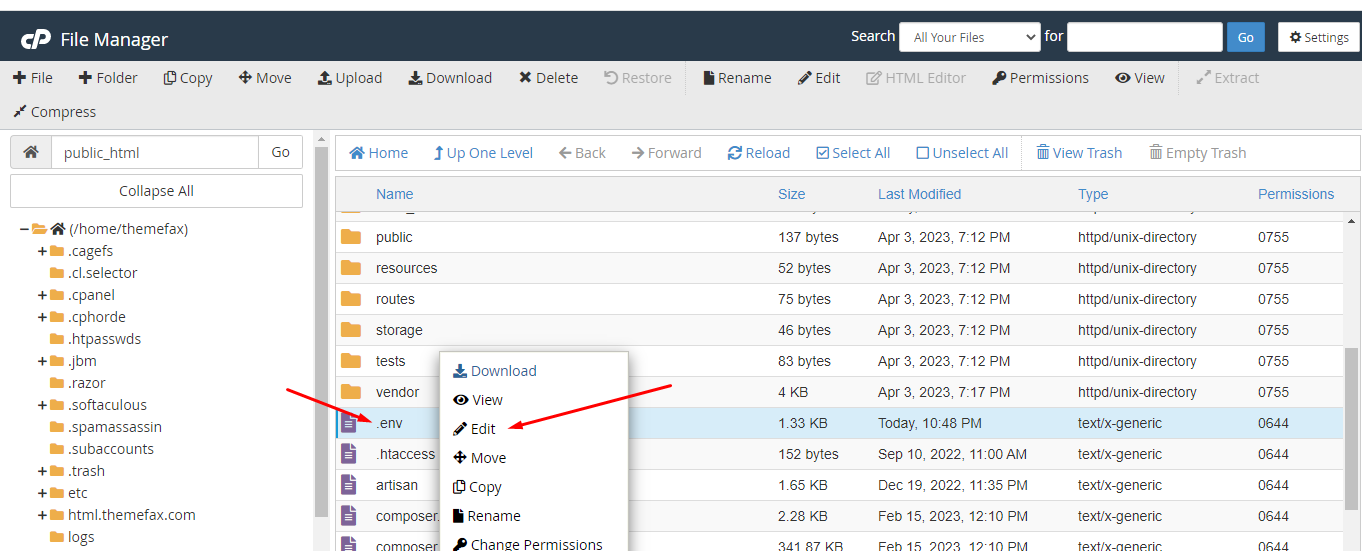 cP File Manager
Search All Your Files for Go Settings
File Folder Copy Move Upload Download Delete Restore Rename Edit HTML Editor Permissions View Extract
Compress
public_html Go
Collapse All
(/home/themefax)
.cagefs
.cl.selector
.cpanel
.cphorde
.htpasswds
.jbm
.razor
.softaculous
.spamassassin
.subaccounts
.trash
etc
html.themefax.com
logs
Home Up One Level Back Forward Reload Select All Unselect All View Trash Empty Trash
Name Size Last Modified Type Permissions
public 137 bytes Apr 3, 2023, 7:12 PM httpd/unix-directory 0755
resources 52 bytes Apr 3, 2023, 7:12 PM httpd/unix-directory 0755
routes 75 bytes Apr 3, 2023, 7:12 PM httpd/unix-directory 0755
storage 46 bytes Apr 3, 2023, 7:12 PM httpd/unix-directory 0755
tests 83 bytes Apr 3, 2023, 7:12 PM httpd/unix-directory 0755
vendor 4 KB Apr 3, 2023, 7:17 PM httpd/unix-directory 0755
.env 1.33 KB Today, 10:48 PM text/x-generic 0644
.htaccess 152 bytes Sep 10, 2022, 11:00 AM text/x-generic 0644
artisan 1.65 KB Dec 19, 2022, 11:35 PM text/x-generic 0644
composer. 2.28 KB Feb 15, 2023, 12:10 PM text/x-generic 0644
composer 341.87 KB Feb 15, 2023, 12:10 PM text/x-generic 0644
Download
View
Edit
Move
Copy
Rename
Change Permissions